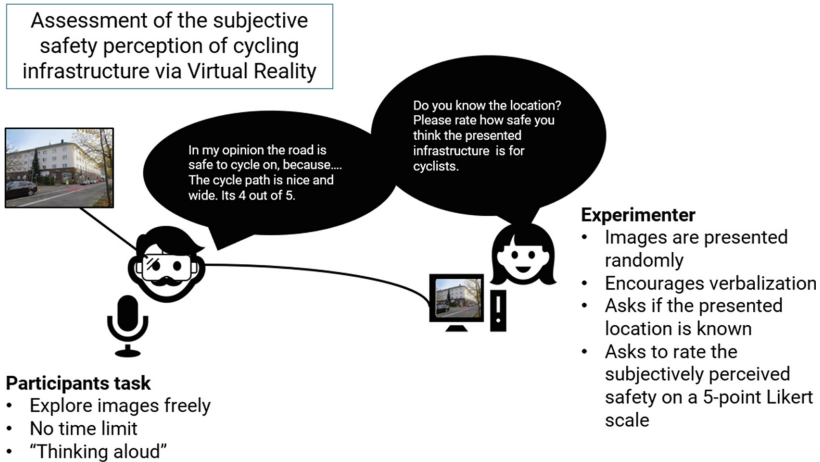 Assessment of the subjective
safety perception of cycling
infrastructure via Virtual Reality
In my opinion the road is
safe to cycle on, because....
The cycle path is nice and
wide. Its 4 out of 5.
Do you know the location?
Please rate how safe you
think the presented
infrastructure is for
cyclists.
Participants task
• Explore images freely
• No time limit
• “Thinking aloud”
Experimenter
• Images are presented
randomly
• Encourages verbalization
• Asks if the presented
location is known
• Asks to rate the
subjectively perceived
safety on a 5-point Likert
scale